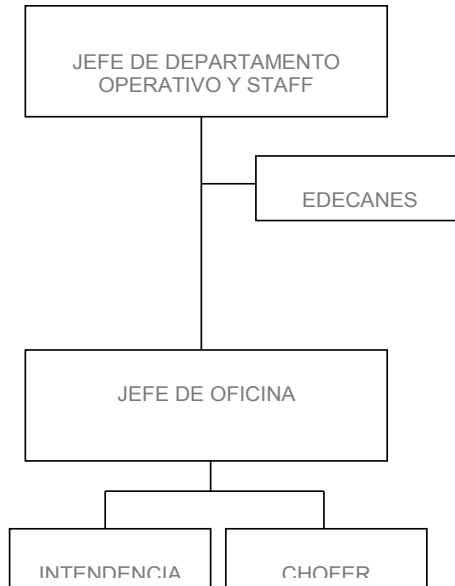 JEFE DE DEPARTAMENTO
OPERATIVO Y STAFF
EDECANES
JEFE DE OFICINA
INTENDENCIA
CHOFER